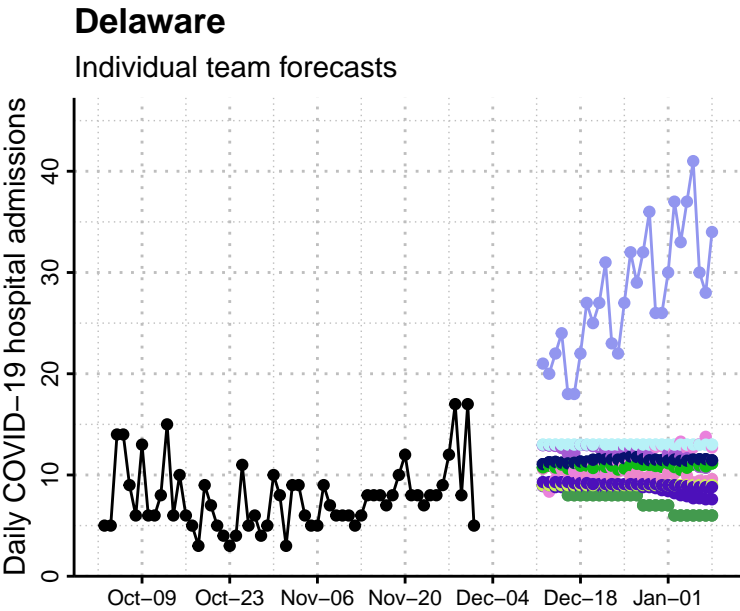 Delaware
Individual team forecasts
Daily COVID−19 hospital admissions
40
30
20
10
0
Oct−09 Oct−23 Nov−06 Nov−20 Dec−04 Dec−18 Jan−01